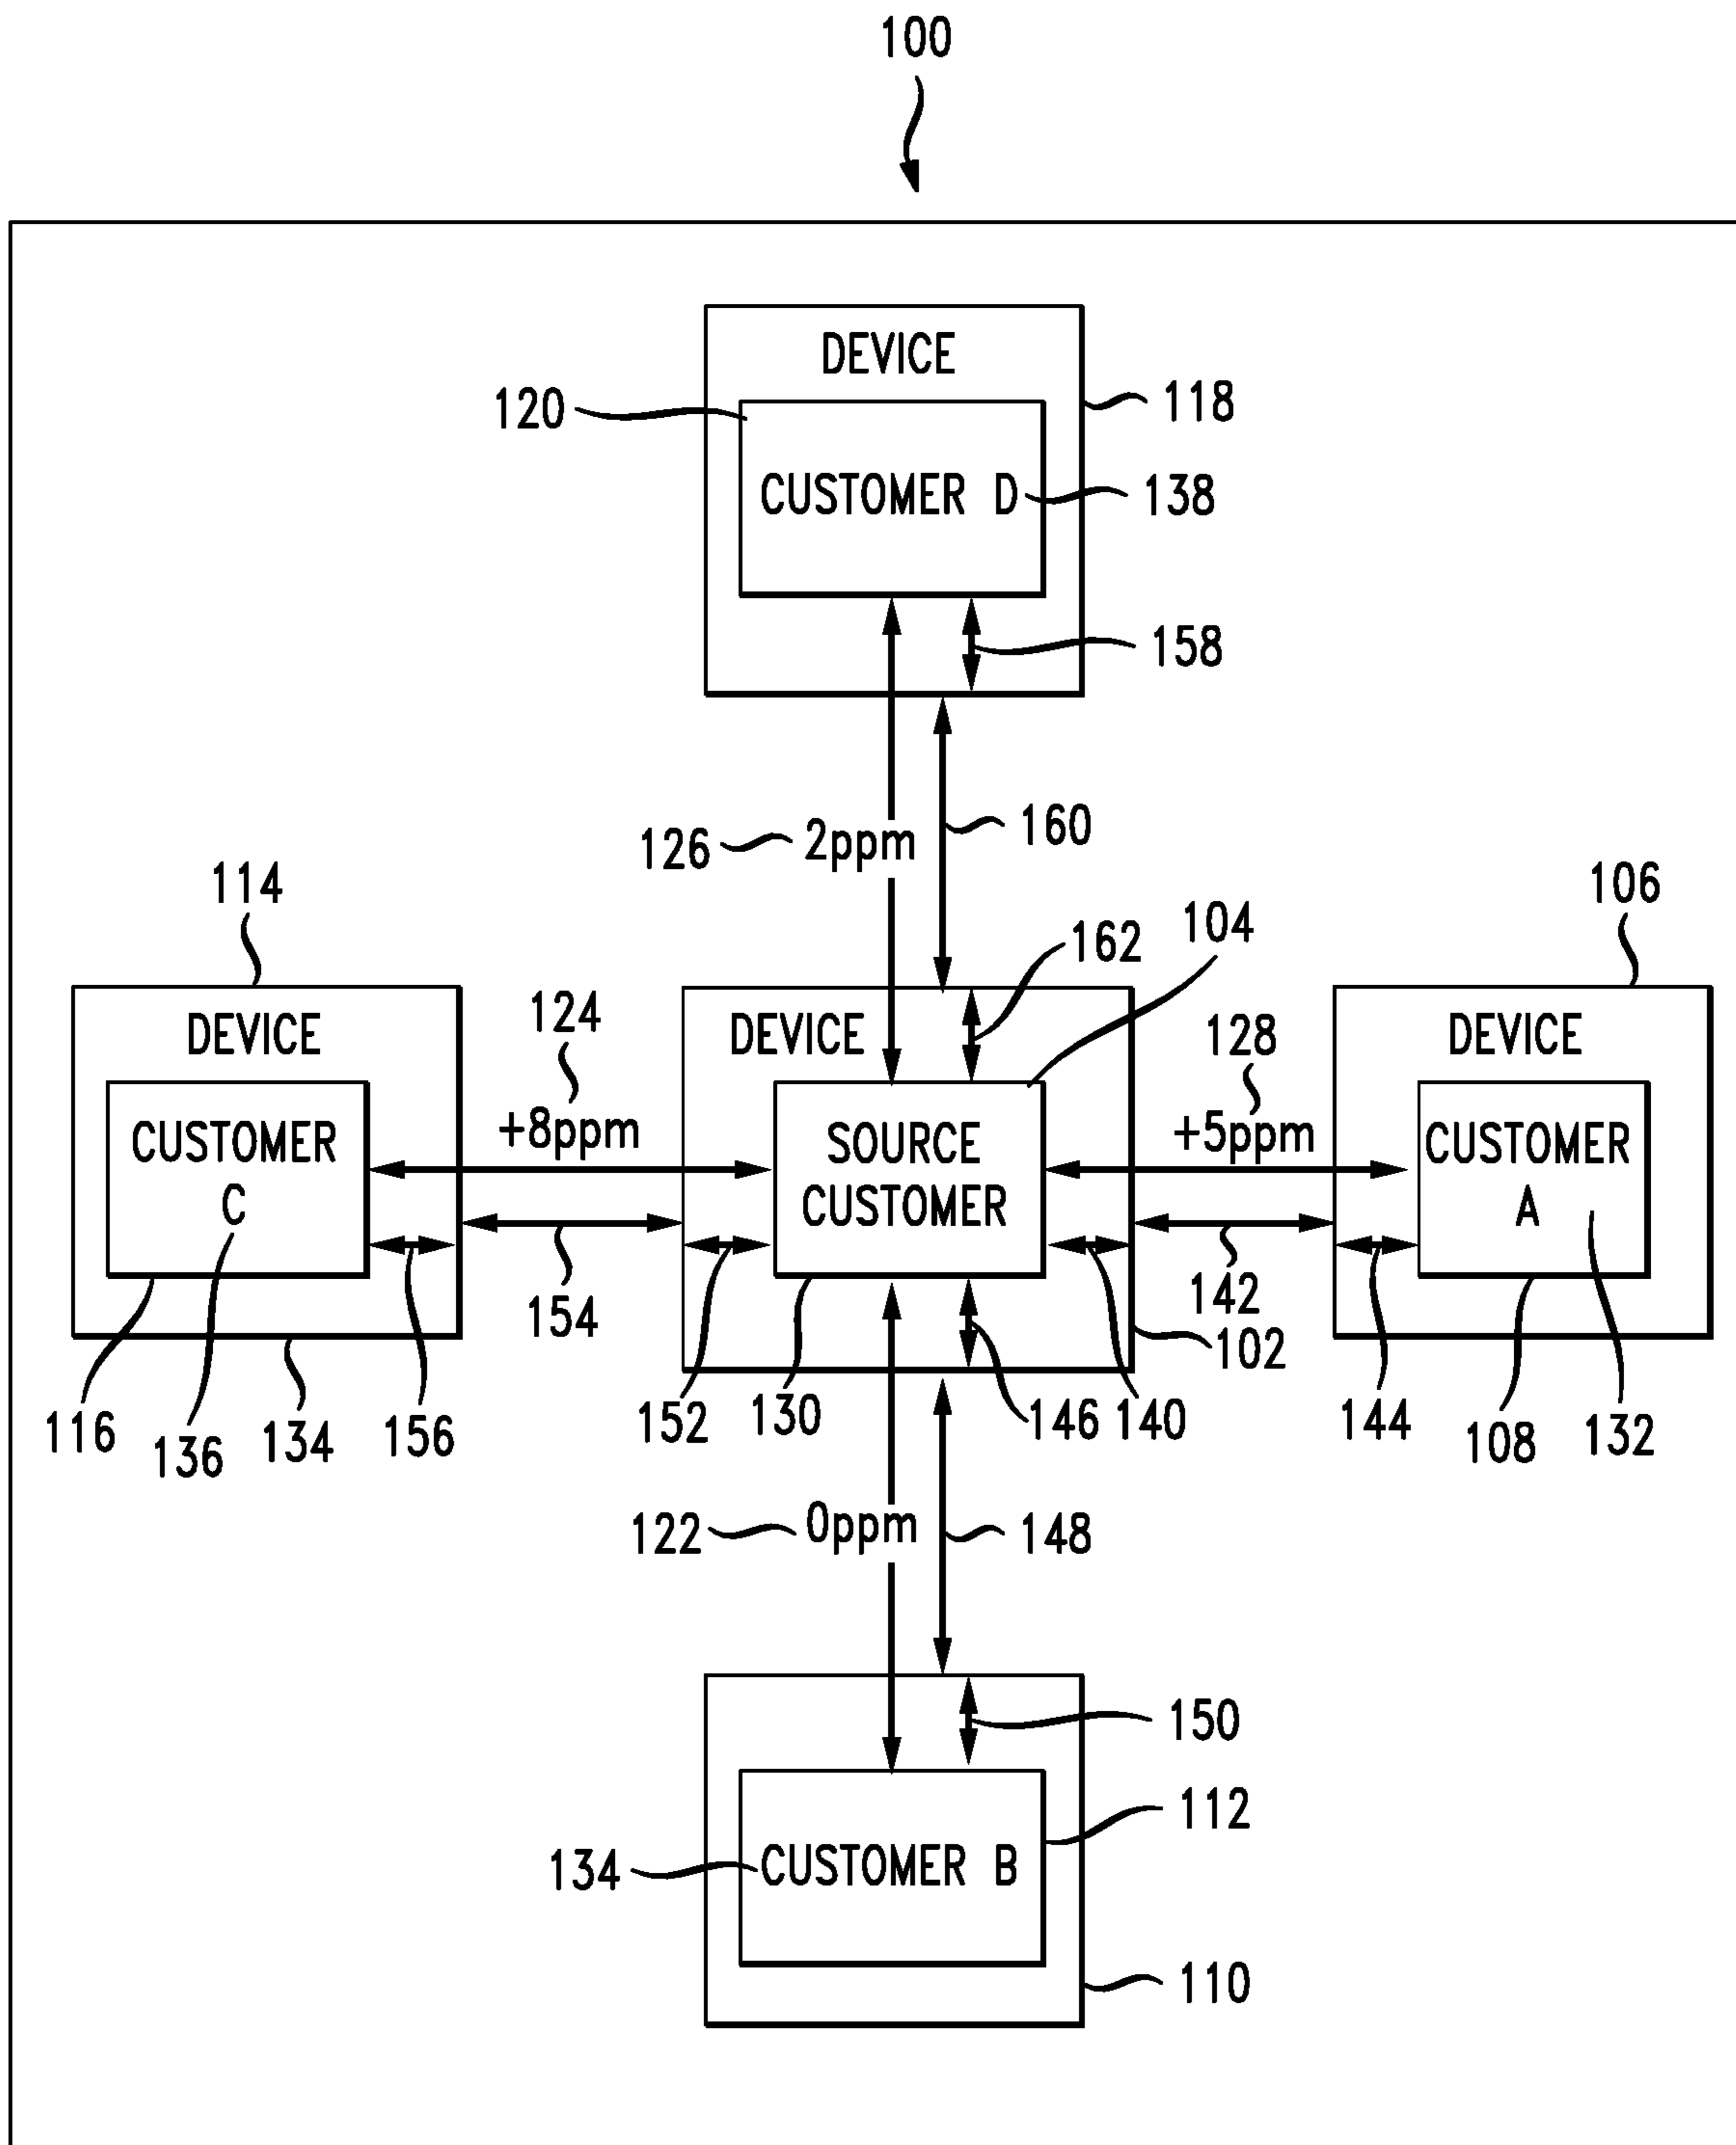 100
DEVICE
118
120
CUSTOMER D
138
158
126
2ppm
160
114
106
104
162
124
128
DEVICE
DEVICE
DEVICE
+8ppm
+5ppm
CUSTOMER
C
SOURCE
CUSTOMER
CUSTOMER
A
154
142
102
116
136
134
156
152
130
146
140
144
108
132
122
0ppm
148
150
112
134
CUSTOMER B
110